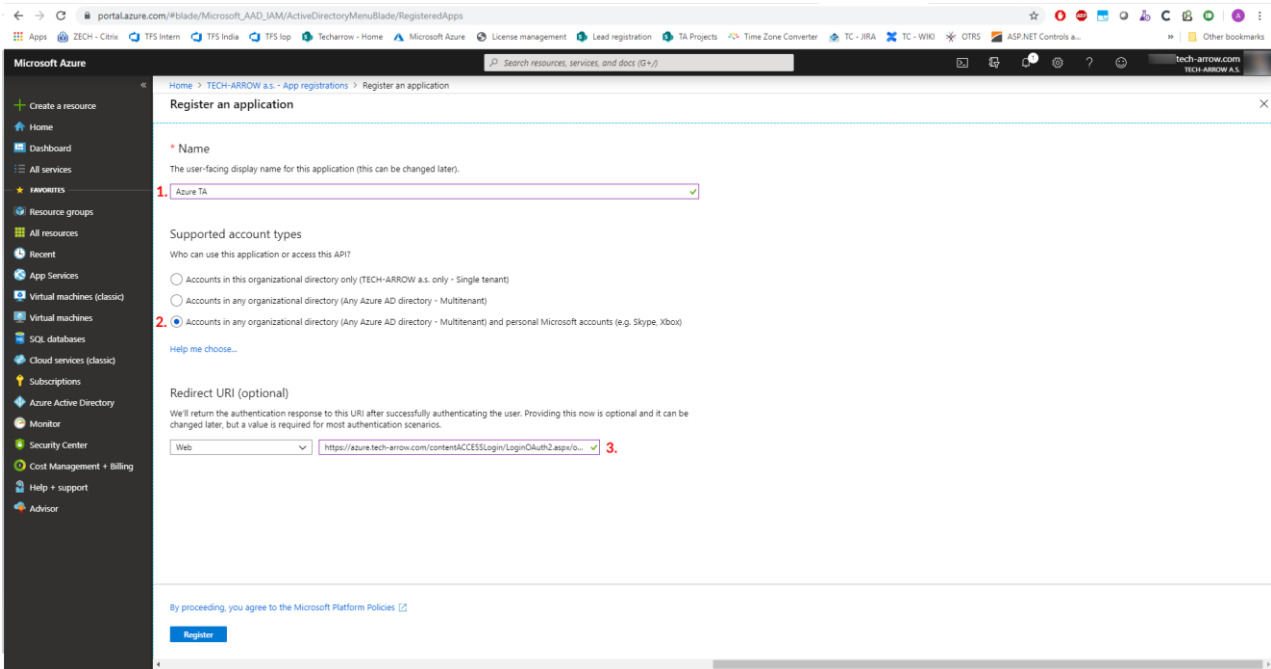 portal.azure.com/#blade/Microsoft_AAD_IAM/ActiveDirectoryMenuBlade/RegisteredApps
Apps ZECH - Citrix TFS Intern TFS India TFS Iop Techarrow - Home Microsoft Azure License management Lead registration TA Projects Time Zone Converter TC - JIRA TC - WIKI OTRS ASP.NET Controls a... » Other bookmarks
Microsoft Azure
Search resources, services, and docs (G+/)
1
tech-arrow.com
TECH-ARROW A.S.
«
Create a resource
Home
Dashboard
All services
FAVORITES
Resource groups
All resources
Recent
App Services
Virtual machines (classic)
Virtual machines
SQL databases
Cloud services (classic)
Subscriptions
Azure Active Directory
Monitor
Security Center
Cost Management + Billing
Help + support
Advisor
Home > TECH-ARROW a.s. - App registrations > Register an application
Register an application
* Name
The user-facing display name for this application (this can be changed later).
1. Azure TA
Supported account types
Who can use this application or access this API?
Accounts in this organizational directory only (TECH-ARROW a.s. only - Single tenant)
Accounts in any organizational directory (Any Azure AD directory - Multitenant)
2. Accounts in any organizational directory (Any Azure AD directory - Multitenant) and personal Microsoft accounts (e.g. Skype, Xbox)
Help me choose...
Redirect URI (optional)
We'll return the authentication response to this URI after successfully authenticating the user. Providing this now is optional and it can be
changed later, but a value is required for most authentication scenarios.
Web https://azure.tech-arrow.com/contentACCESSLogin/LoginOAuth2.aspx/o... 3.
By proceeding, you agree to the Microsoft Platform Policies
Register